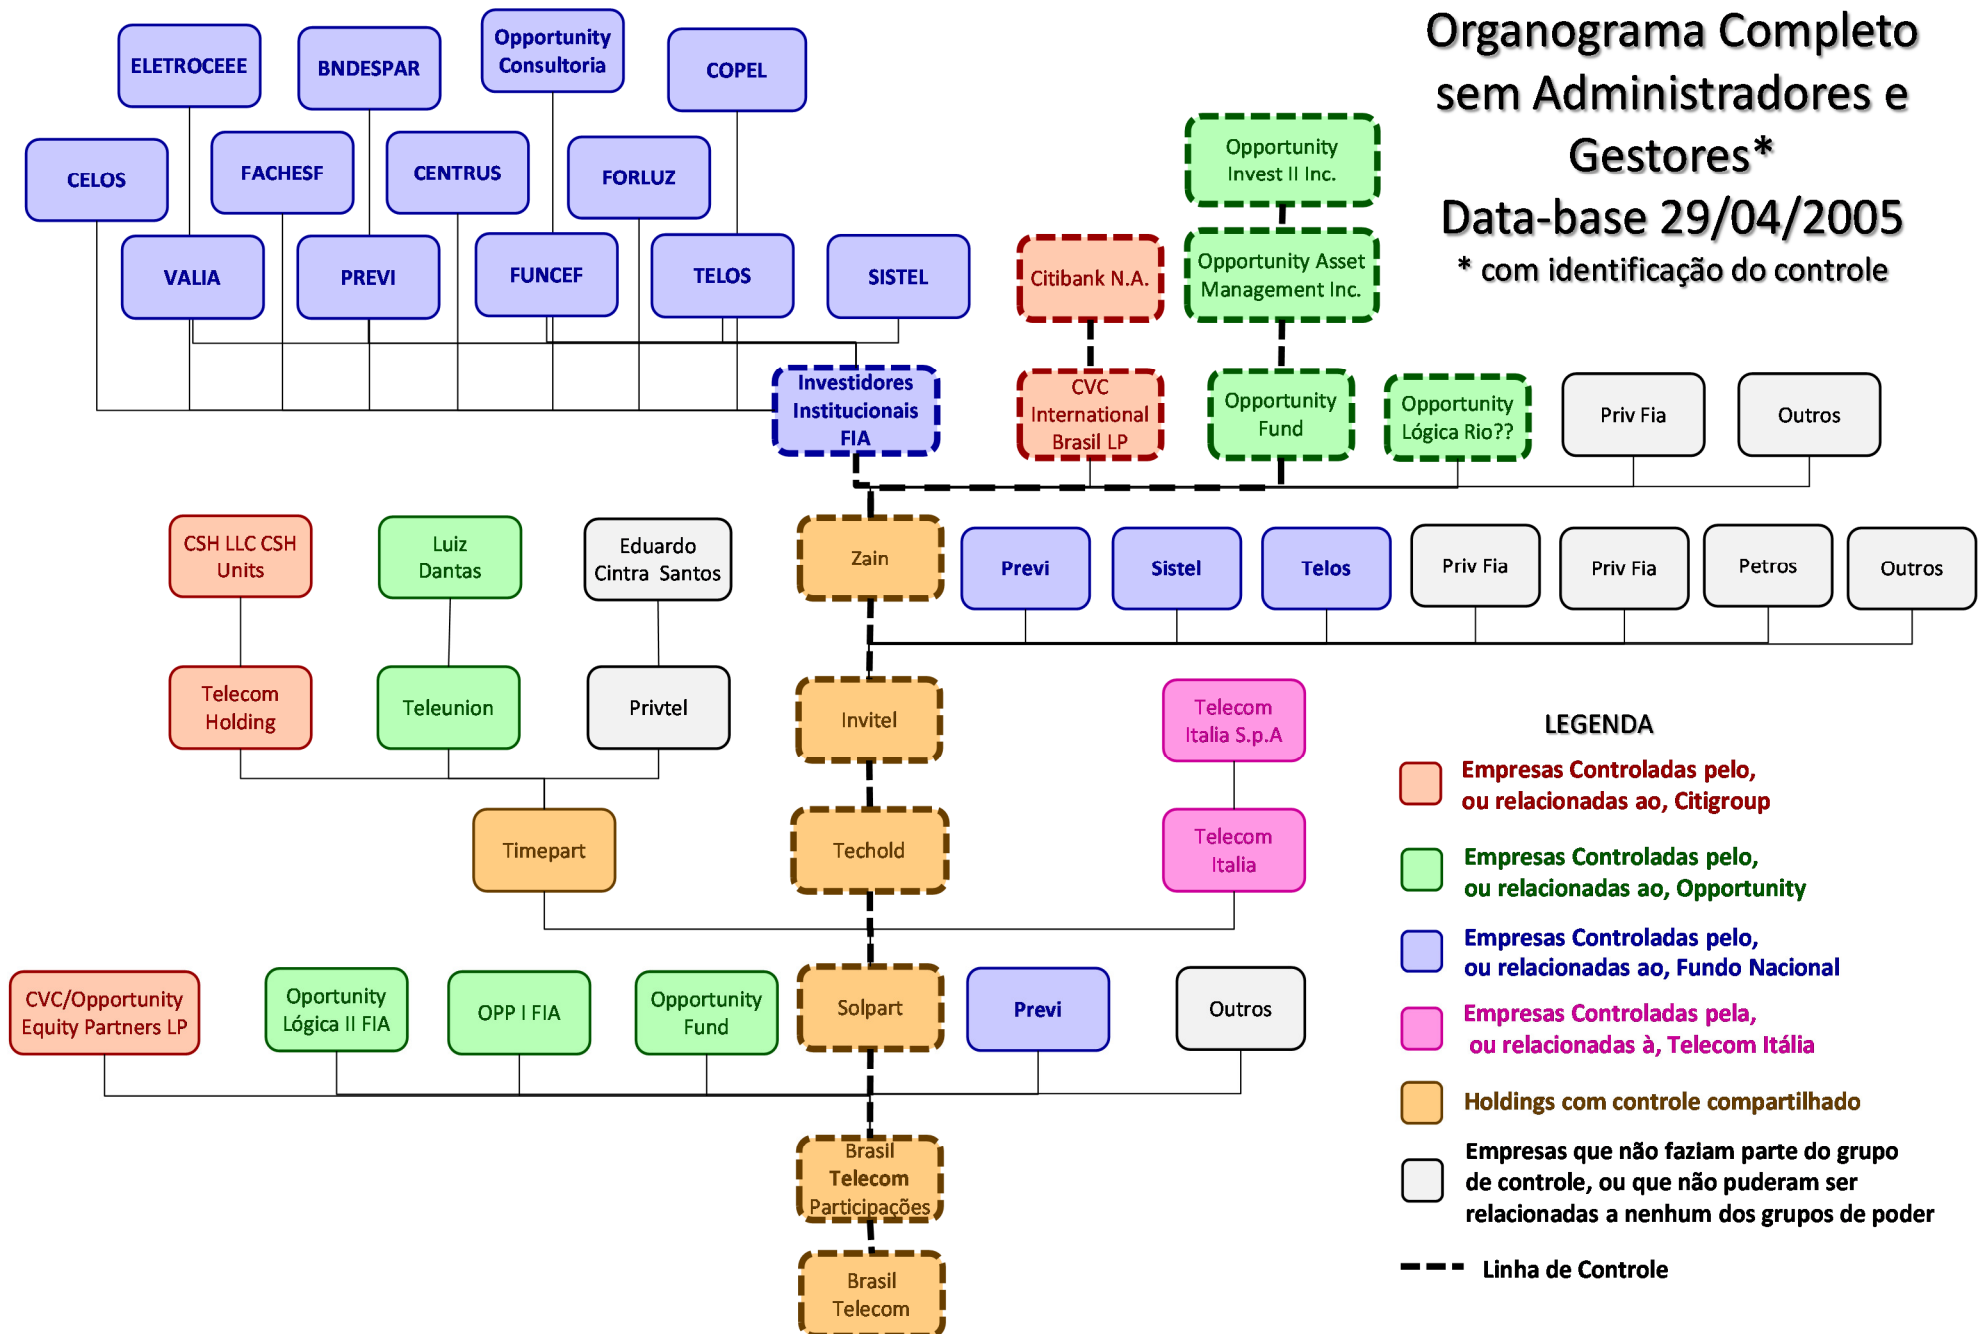 Organograma Completo
sem Administradores e
Gestores*
Data-base 29/04/2005
* com identificação do controle
Opportunity
Consultoria
ELETROCEEE
BNDESPAR
COPEL
CELOS
FACHESF
CENTRUS
FORLUZ
Opportunity
Invest II Inc.
VALIA
PREVI
FUNCEF
TELOS
SISTEL
Citibank N.A.
Opportunity Asset
Management Inc.
Investidores
Institucionais
FIA
CVC
International
Brasil LP
Opportunity
Fund
Opportunity
Lógica Rio??
Priv Fia
Outros
CSH LLC CSH
Units
Luiz
Dantas
Eduardo
Cintra Santos
Zain
Previ
Sistel
Telos
Priv Fia
Priv Fia
Petros
Outros
Telecom
Holding
Teleunion
Privtel
Invitel
Telecom
Italia S.p.A
Timepart
Techold
Telecom
Italia
CVC/Opportunity
Equity Partners LP
Oportunity
Lógica II FIA
OPP I FIA
Opportunity
Fund
Solpart
Previ
Outros
Brasil
Telecom
Participações
Brasil
Telecom
LEGENDA
Empresas Controladas pelo,
ou relacionadas ao, Citigroup
Empresas Controladas pelo,
ou relacionadas ao, Opportunity
Empresas Controladas pelo,
ou relacionadas ao, Fundo Nacional
Empresas Controladas pela,
ou relacionadas à, Telecom Itália
Holdings com controle compartilhado
Empresas que não faziam parte do grupo
de controle, ou que não puderam ser
relacionadas a nenhum dos grupos de poder
Linha de Controle